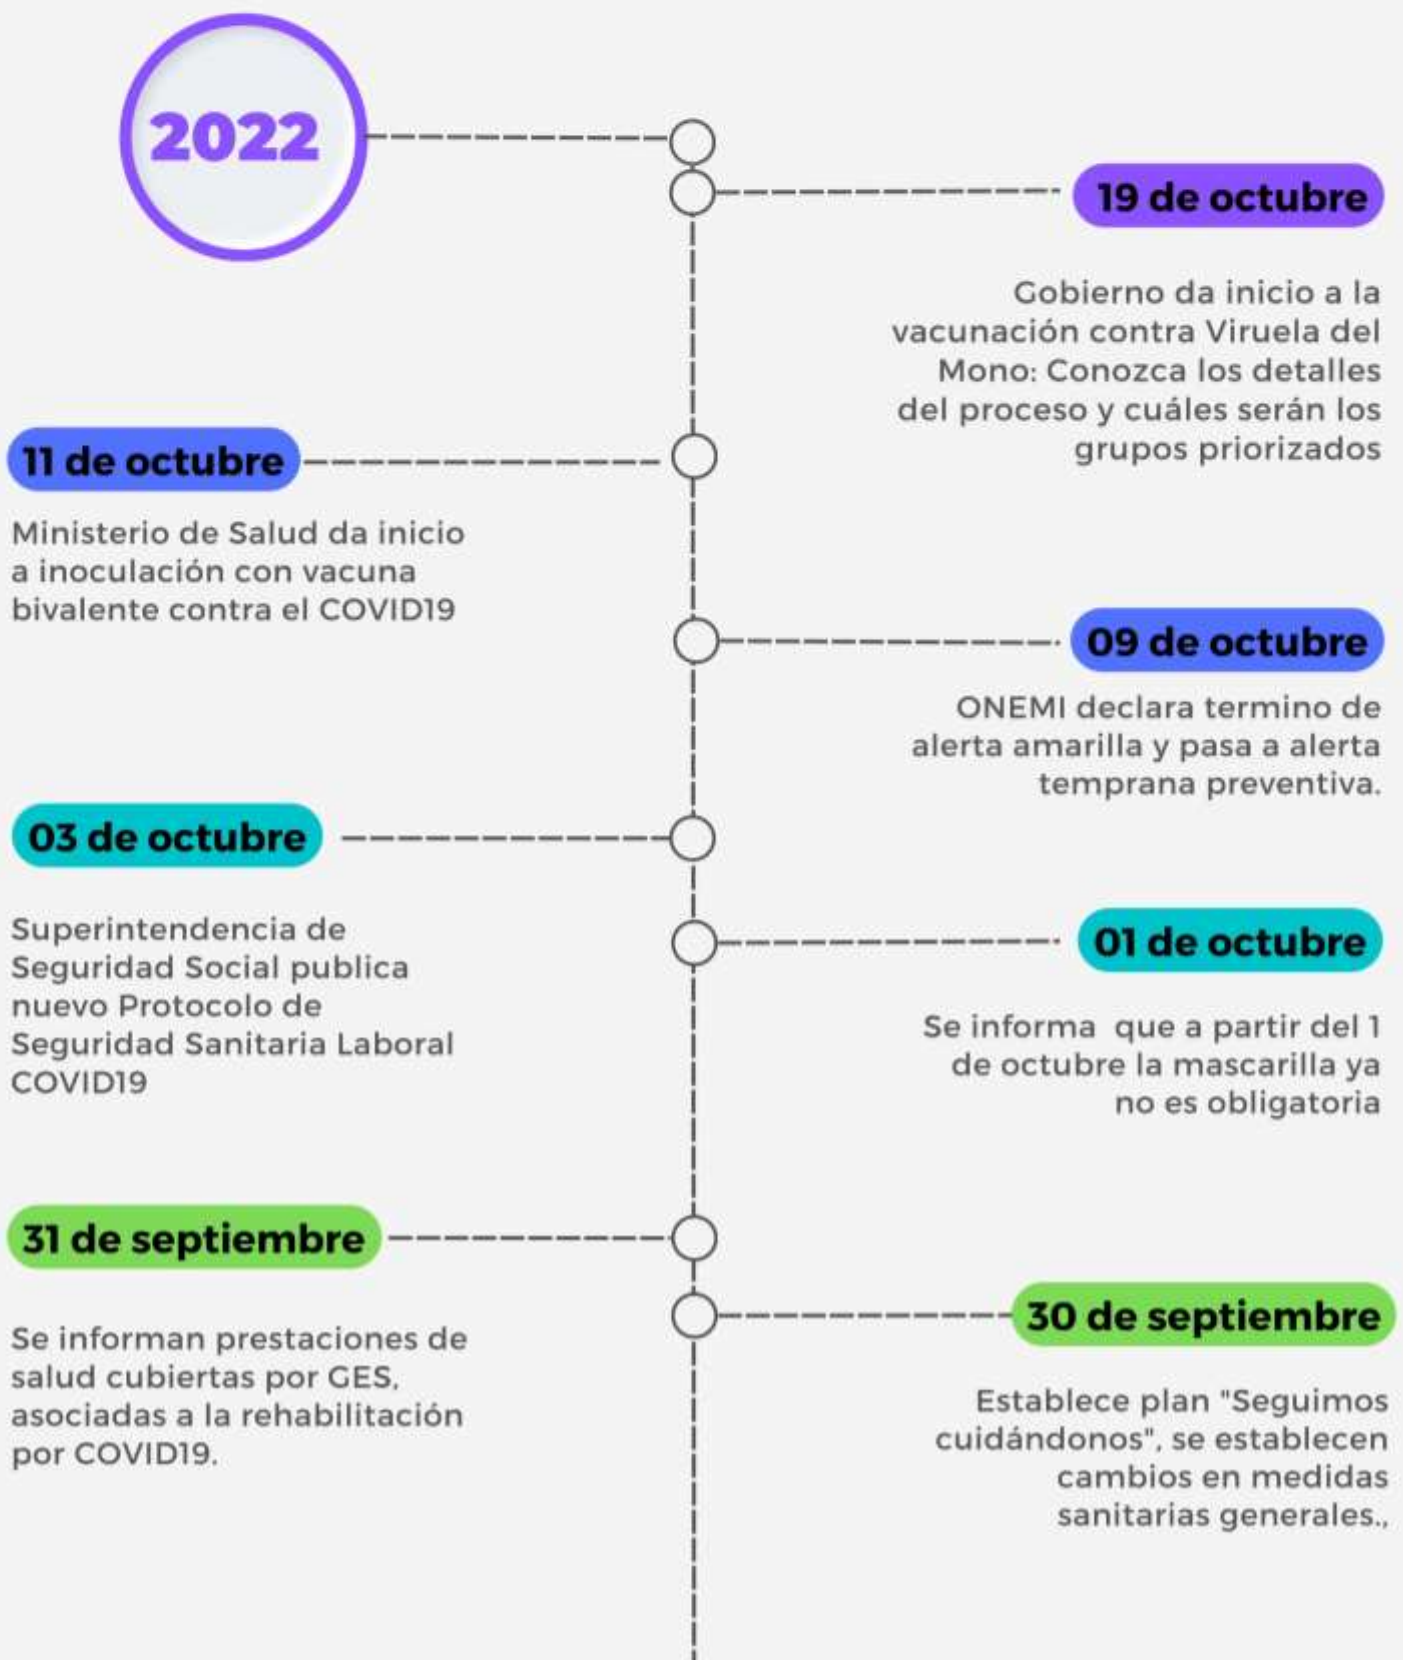 2022
19 de octubre
Gobierno da inicio a la
vacunación contra Viruela del
Mono: Conozca los detalles
del proceso y cuáles serán los
grupos priorizados
11 de octubre
Ministerio de Salud da inicio
a inoculación con vacuna
bivalente contra el COVID19
09 de octubre
ONEMI declara termino de
alerta amarilla y pasa a alerta
temprana preventiva.
03 de octubre
Superintendencia de
Seguridad Social publica
nuevo Protocolo de
Seguridad Sanitaria Laboral
COVID19
01 de octubre
Se informa  que a partir del 1
de octubre la mascarilla ya
no es obligatoria
31 de septiembre
Se informan prestaciones de
salud cubiertas por GES,
asociadas a la rehabilitación
por COVID19.
30 de septiembre
Establece plan "Seguimos
cuidándonos", se establecen
cambios en medidas
sanitarias generales.,